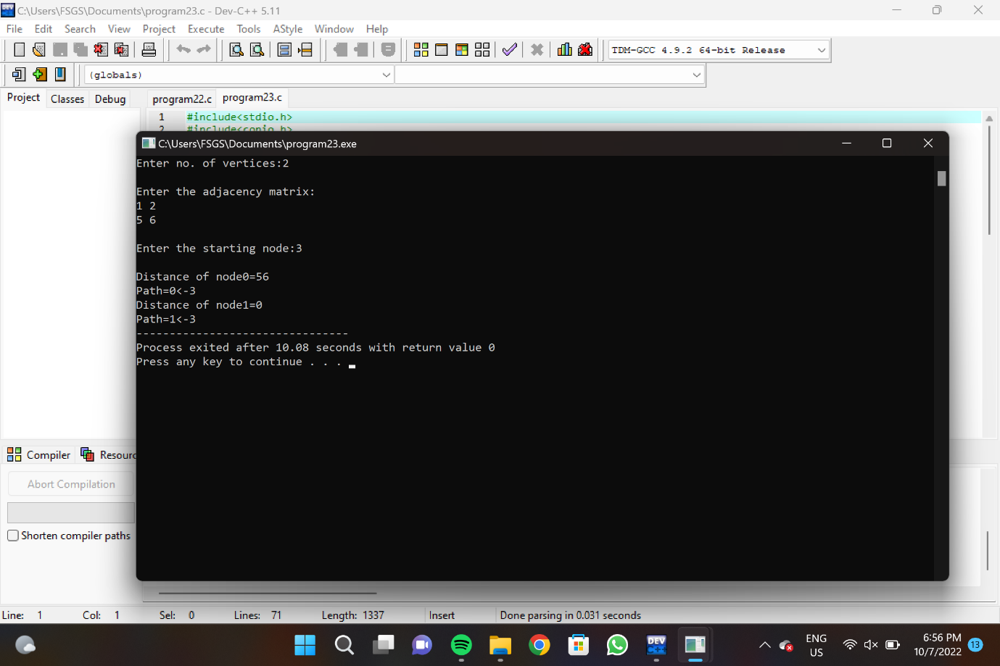 C:\Users\FSGS\Documents\program23.c - Dev-C++ 5.11
File Edit Search View Project Execute Tools AStyle Window Help
TDM-GCC 4.9.2 64-bit Release
(globals)
Project Classes Debug program22.c program23.c
1 #include<stdio.h>
2 #include<conio.h>
C:\Users\FSGS\Documents\program23.exe
Enter no. of vertices:2
Enter the adjacency matrix:
1 2
5 6
Enter the starting node:3
Distance of node0=56
Path=0<-3
Distance of node1=0
Path=1<-3
--------------------------------
Process exited after 10.08 seconds with return value 0
Press any key to continue . . .
Compiler Resourc
Abort Compilation
Shorten compiler paths
Line: 1 Col: 1 Sel: 0 Lines: 71 Length: 1337 Insert Done parsing in 0.031 seconds
DEV
ENG
US
6:56 PM
10/7/2022
13